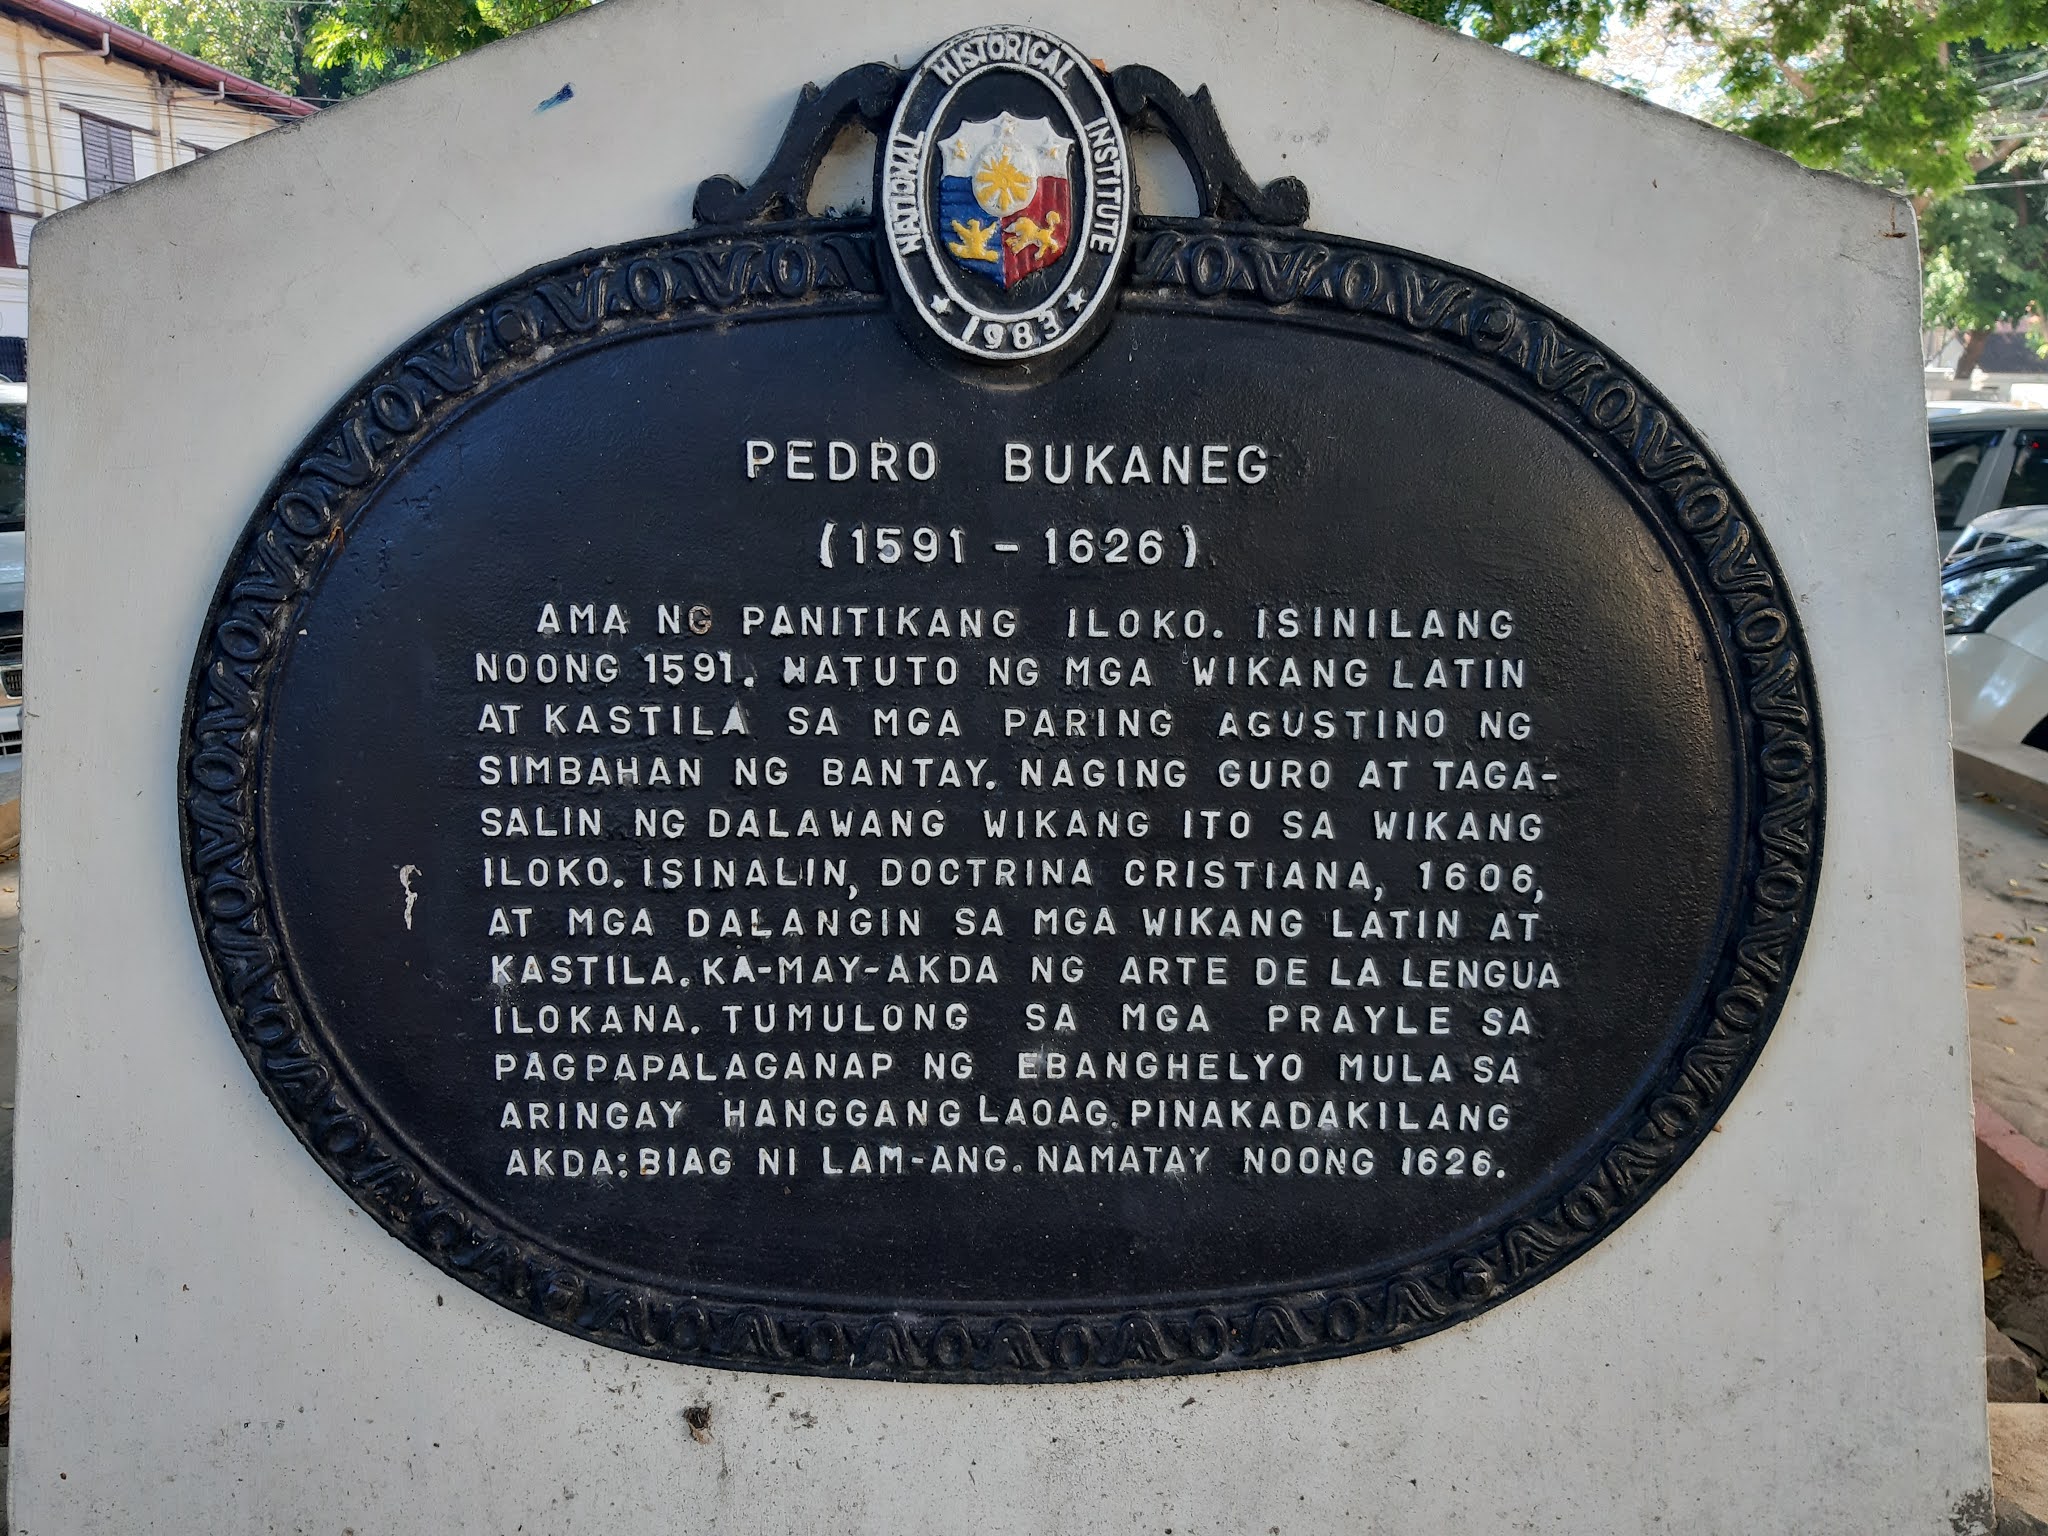 NATIONAL HISTORICAL INSTITUTE
1983
PEDRO BUKANEG
(1591 - 1626)
AMA NG PANITIKANG ILOKO. ISINILANG
NOONG 1591. NATUTO NG MGA WIKANG LATIN
AT KASTILA SA MGA PARING AGUSTINO NG
SIMBAHAN NG BANTAY. NAGING GURO AT TAGA-
SALIN NG DALAWANG WIKANG ITO SA WIKANG
ILOKO. ISINALIN, DOCTRINA CRISTIANA, 1606,
AT MGA DALANGIN SA MGA WIKANG LATIN AT
KASTILA. KA-MAY-AKDA NG ARTE DE LA LENGUA
ILOKANA. TUMULONG SA MGA PRAYLE SA
PAGPAPALAGANAP NG EBANGHELYO MULA SA
ARINGAY HANGGANG LAOAG. PINAKADAKILANG
AKDA: BIAG NI LAM-ANG. NAMATAY NOONG 1626.